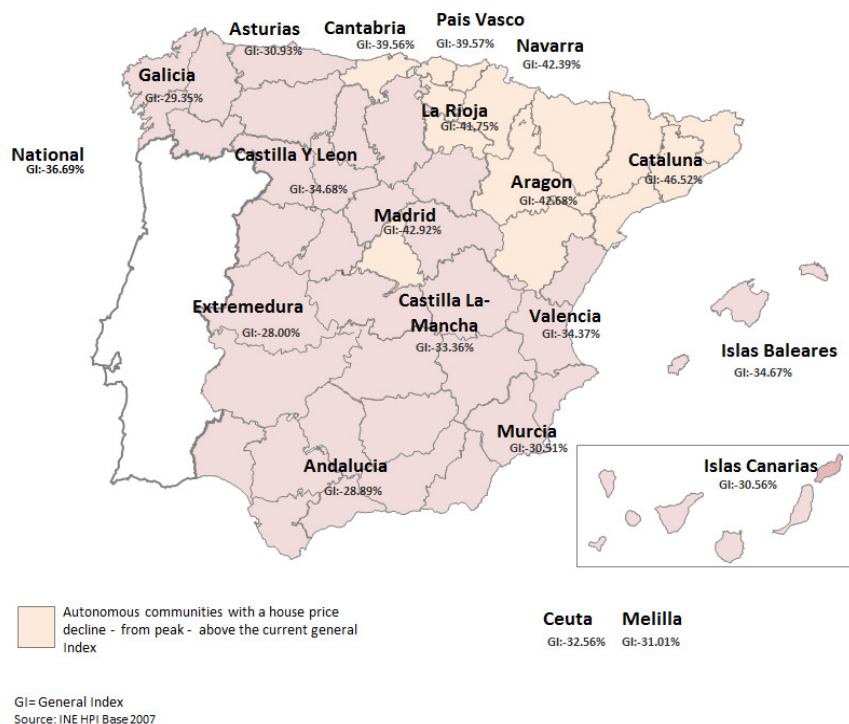 Asturias
GI:-30.93%
Cantabria
GI:-39.56%
Pais Vasco
GI:-39.57%
Navarra
GI:-42.39%
Galicia
GI:-29.35%
La Rioja
GI:-41.75%
National
GI:-36.69%
Castilla Y Leon
GI:-34.68%
Aragon
GI:-42.68%
Cataluna
GI:-46.52%
Madrid
GI:-42.92%
Extremedura
GI:-28.00%
Castilla La-
Mancha
GI:-33.36%
Valencia
GI:-34.37%
Islas Baleares
GI:-34.67%
Murcia
GI:-30.51%
Andalucia
GI:-28.89%
Islas Canarias
GI:-30.56%
Autonomous communities with a house price
decline - from peak - above the current general
Index
Ceuta
GI:-32.56%
Melilla
GI:-31.01%
GI= General Index
Source: INE HPI Base 2007